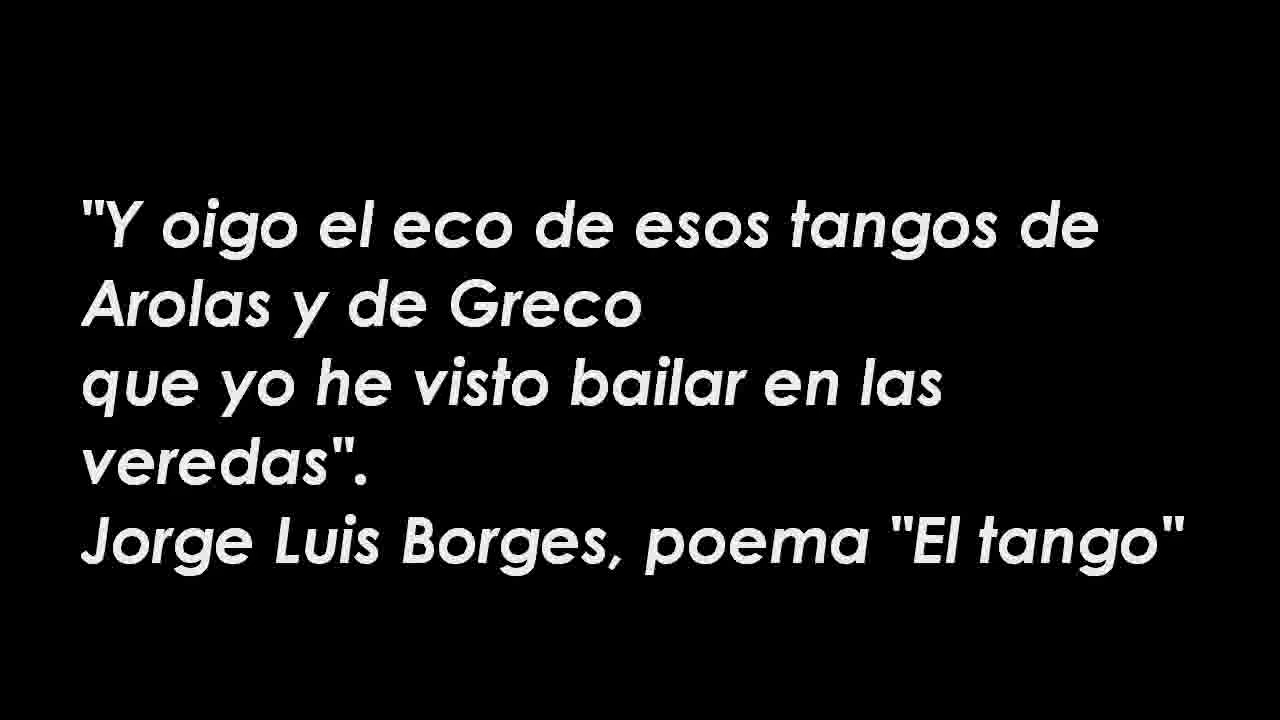 "Y oigo el eco de esos tangos de
Arolas y de Greco
que yo he visto bailar en las
veredas".
Jorge Luis Borges, poema "El tango"